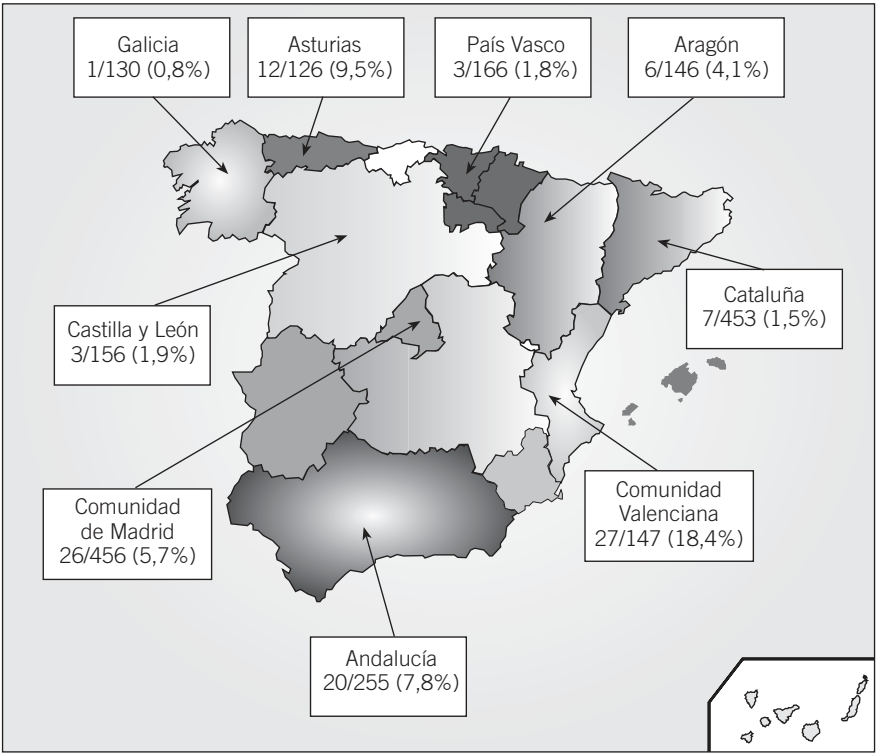 Galicia
1/130 (0,8%)
Asturias
12/126 (9,5%)
País Vasco
3/166 (1,8%)
Aragón
6/146 (4,1%)
Cataluña
7/453 (1,5%)
Castilla y León
3/156 (1,9%)
Comunidad
de Madrid
26/456 (5,7%)
Comunidad
Valenciana
27/147 (18,4%)
Andalucía
20/255 (7,8%)